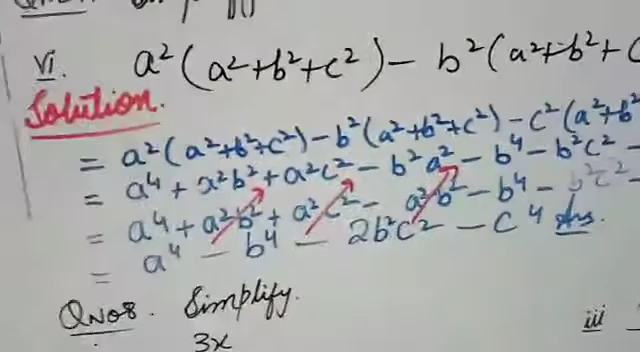 vi. a²(a²+b²+c²) – b²(a²+b²+c
Solution.
= a²(a²+b²+c²) – b²(a²+b²+c²) – c²(a²+b²
= a⁴ + a²b² + a²c² – b²a² – b⁴ – b²c² –
= a⁴ + a²b² + a²c² – a²b² – b⁴ – b²c² –
= a⁴ – b⁴ – 2b²c² – c⁴ Ans.
QNo8. Simplify.
iii
3x